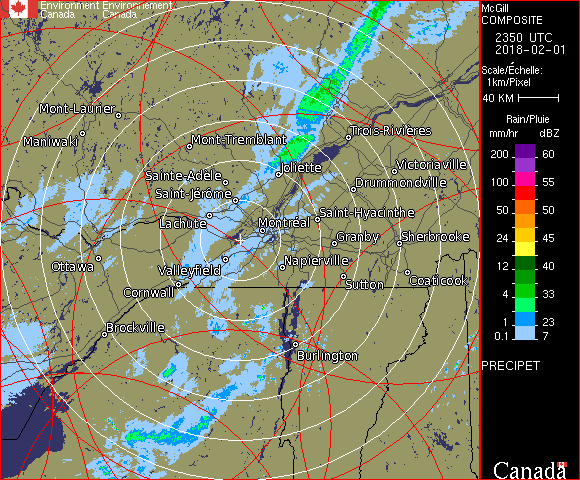 Environment Environnement
Canada Canada
McGill
COMPOSITE
2350 UTC
2018-02-01
Scale/Échelle:
1km/Pixel
40 KM
Rain/Pluie
mm/hr dBZ
200 60
100 55
50 50
24 45
12 40
4 33
1 23
0.1 7
PRECIPET
Canada
Mont-Laurier
Maniwaki
Mont-Tremblant
Trois-Rivières
Joliette
Victoriaville
Sainte-Adèle
Drummondville
Saint-Jérôme
Lachute
Saint-Hyacinthe
Montréal
Granby
Sherbrooke
Ottawa
Valleyfield
Napierville
Cornwall
Sutton
Coaticook
Brockville
Burlington